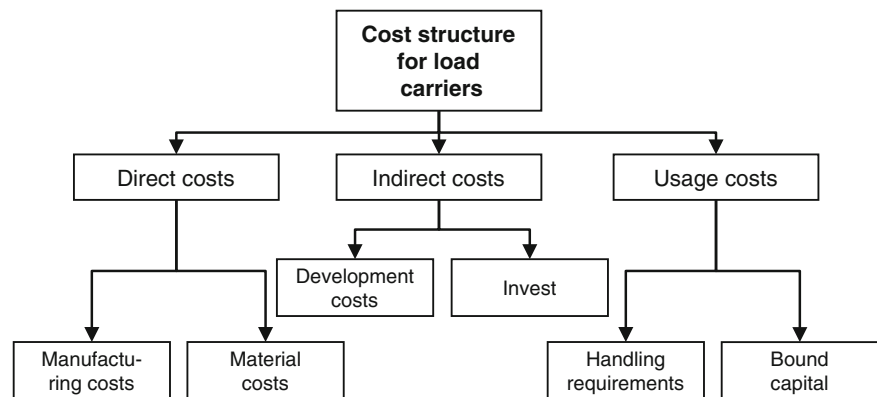 Cost structure
for load
carriers
Direct costs
Indirect costs
Usage costs
Development
costs
Invest
Manufactu-
ring costs
Material
costs
Handling
requirements
Bound
capital